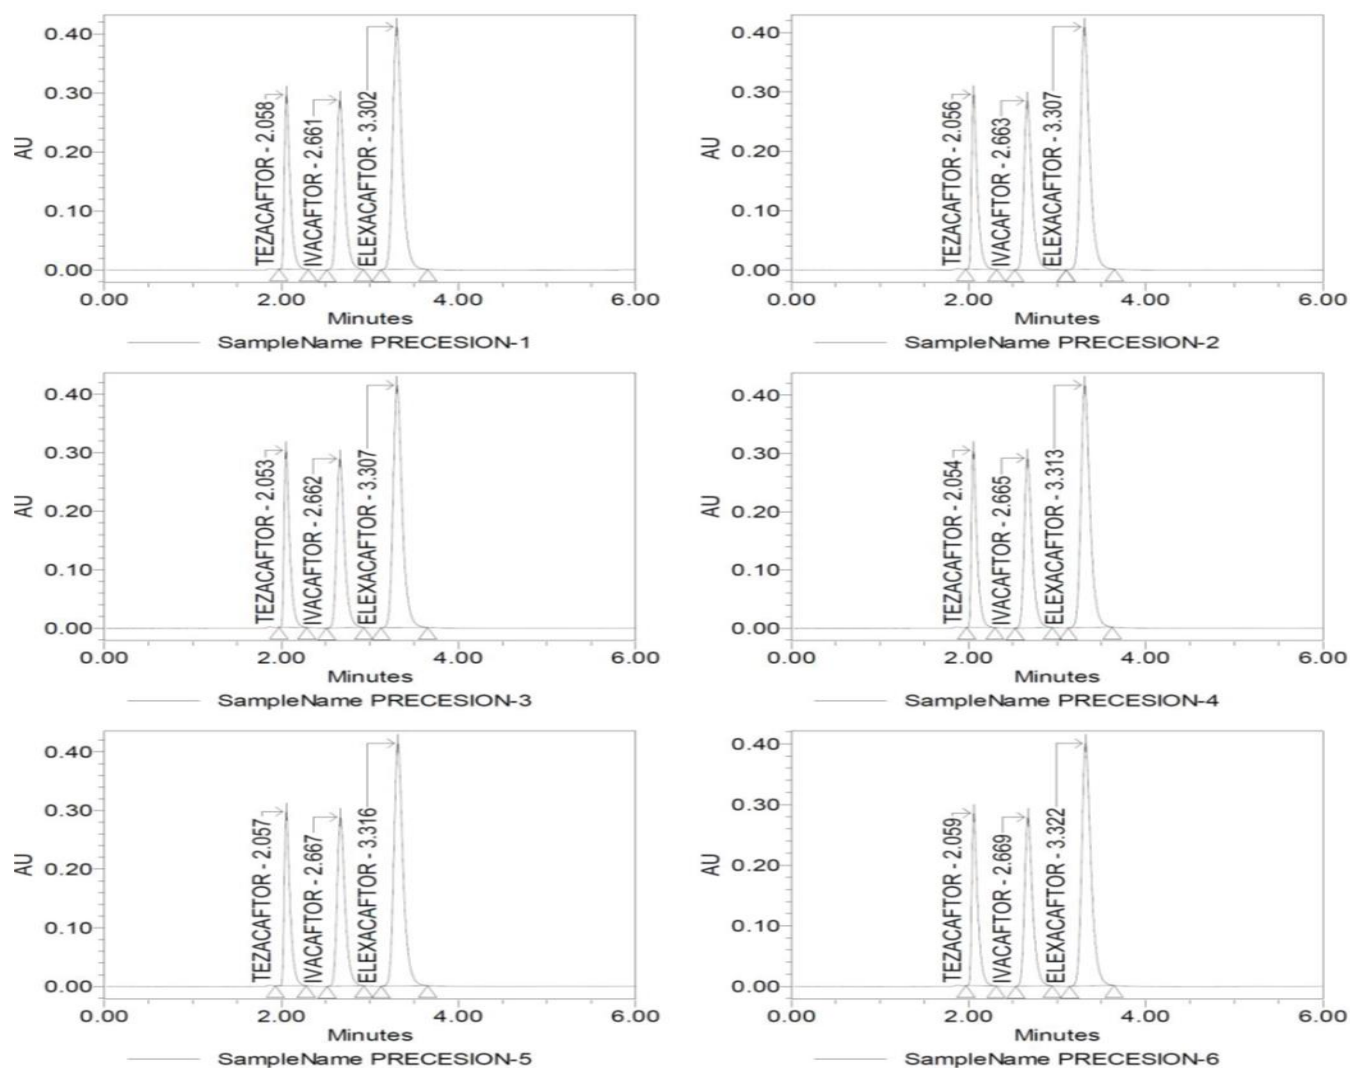 0.40
0.30
0.20
0.10
0.00
AU
TEZACAFTOR - 2.058
IVACAFTOR - 2.661
ELEXACAFTOR - 3.302
0.00 2.00 4.00 6.00
Minutes
SampleName PRECESION-1
0.40
0.30
0.20
0.10
0.00
AU
TEZACAFTOR - 2.056
IVACAFTOR - 2.663
ELEXACAFTOR - 3.307
0.00 2.00 4.00 6.00
Minutes
SampleName PRECESION-2
0.40
0.30
0.20
0.10
0.00
AU
TEZACAFTOR - 2.053
IVACAFTOR - 2.662
ELEXACAFTOR - 3.307
0.00 2.00 4.00 6.00
Minutes
SampleName PRECESION-3
0.40
0.30
0.20
0.10
0.00
AU
TEZACAFTOR - 2.054
IVACAFTOR - 2.665
ELEXACAFTOR - 3.313
0.00 2.00 4.00 6.00
Minutes
SampleName PRECESION-4
0.40
0.30
0.20
0.10
0.00
AU
TEZACAFTOR - 2.057
IVACAFTOR - 2.667
ELEXACAFTOR - 3.316
0.00 2.00 4.00 6.00
Minutes
SampleName PRECESION-5
0.40
0.30
0.20
0.10
0.00
AU
TEZACAFTOR - 2.059
IVACAFTOR - 2.669
ELEXACAFTOR - 3.322
0.00 2.00 4.00 6.00
Minutes
SampleName PRECESION-6